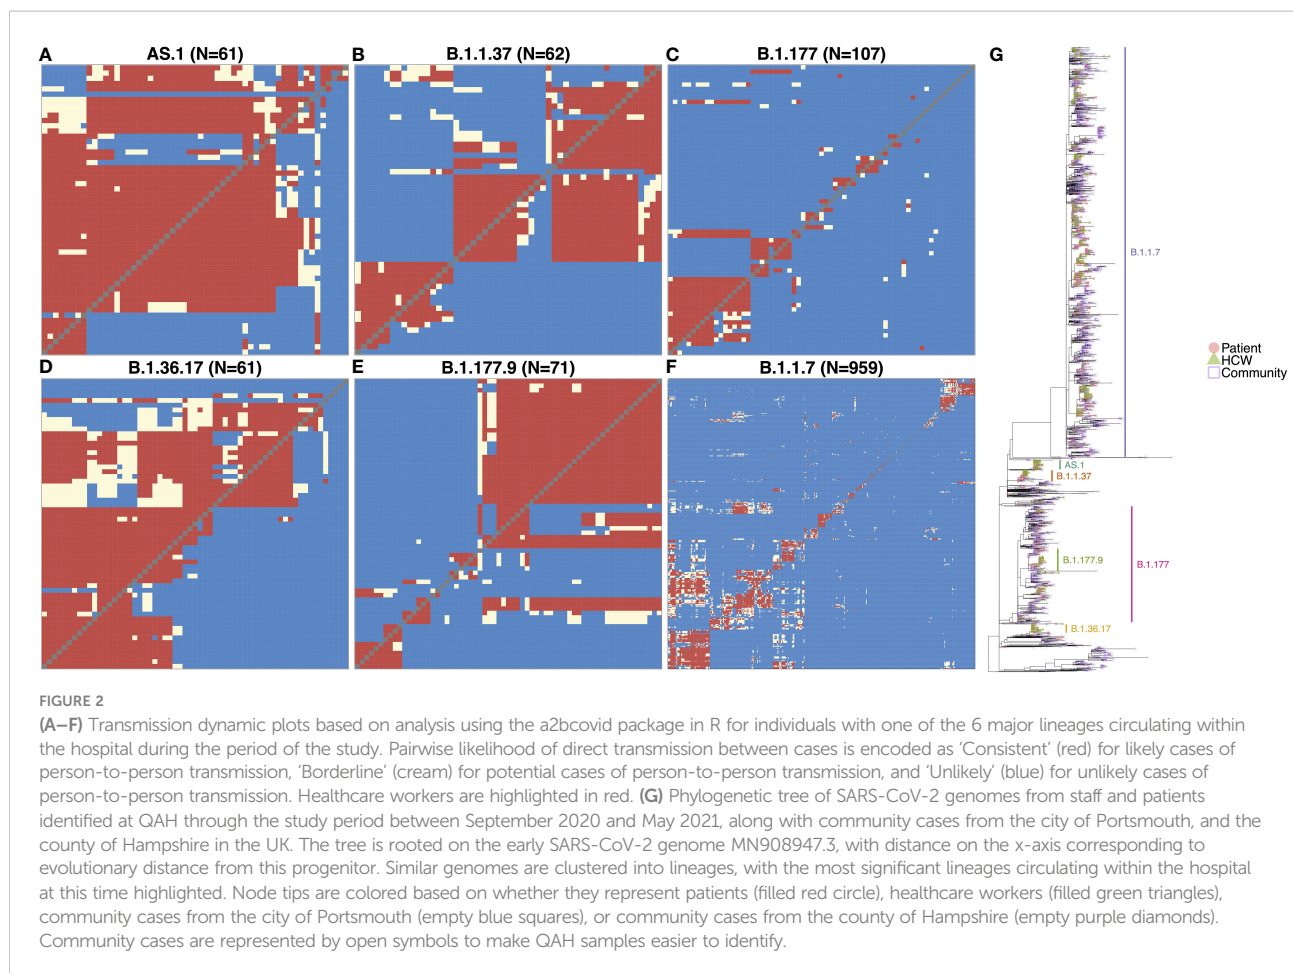 A
AS.1 (N=61)
B
B.1.1.37 (N=62)
C
B.1.177 (N=107)
G
D
B.1.36.17 (N=61)
E
B.1.177.9 (N=71)
F
B.1.1.7 (N=959)
B.1.1.7
Patient
HCW
Community
AS.1
B.1.1.37
B.1.177.9
B.1.177
B.1.36.17
FIGURE 2
(A–F) Transmission dynamic plots based on analysis using the a2bcovid package in R for individuals with one of the 6 major lineages circulating within
the hospital during the period of the study. Pairwise likelihood of direct transmission between cases is encoded as ‘Consistent’ (red) for likely cases of
person-to-person transmission, ‘Borderline’ (cream) for potential cases of person-to-person transmission, and ‘Unlikely’ (blue) for unlikely cases of
person-to-person transmission. Healthcare workers are highlighted in red. (G) Phylogenetic tree of SARS-CoV-2 genomes from staff and patients
identified at QAH through the study period between September 2020 and May 2021, along with community cases from the city of Portsmouth, and the
county of Hampshire in the UK. The tree is rooted on the early SARS-CoV-2 genome MN908947.3, with distance on the x-axis corresponding to
evolutionary distance from this progenitor. Similar genomes are clustered into lineages, with the most significant lineages circulating within the hospital
at this time highlighted. Node tips are colored based on whether they represent patients (filled red circle), healthcare workers (filled green triangles),
community cases from the city of Portsmouth (empty blue squares), or community cases from the county of Hampshire (empty purple diamonds).
Community cases are represented by open symbols to make QAH samples easier to identify.